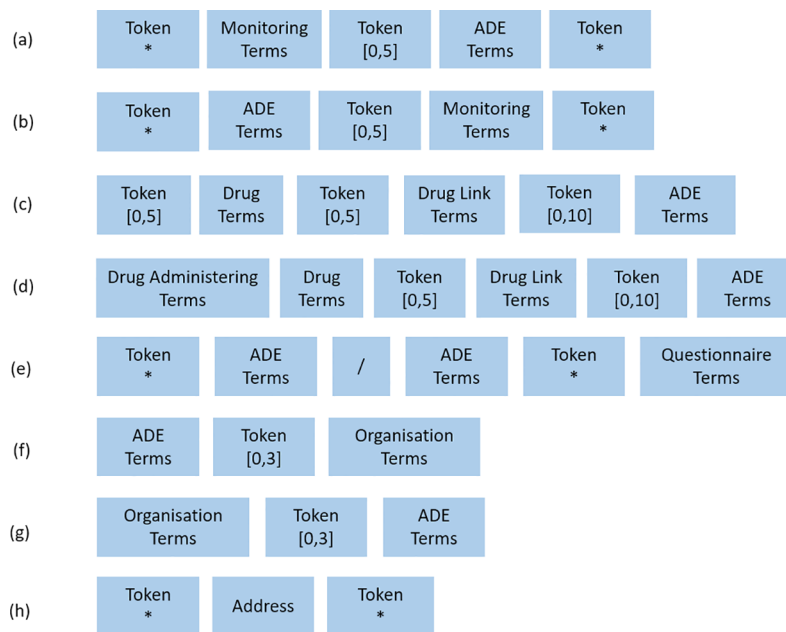 (a) Token Monitoring Token ADE Token
* Terms [0,5] Terms *
(b) Token ADE Token Monitoring Token
* Terms [0,5] Terms *
(c) Token Drug Token Drug Link Token ADE
[0,5] Terms [0,5] Terms [0,10] Terms
(d) Drug Administering Drug Token Drug Link Token ADE
Terms Terms [0,5] Terms [0,10] Terms
(e) Token ADE / ADE Token Questionnaire
* Terms Terms * Terms
(f) ADE Token Organisation
Terms [0,3] Terms
(g) Organisation Token ADE
Terms [0,3] Terms
(h) Token Address Token
* *